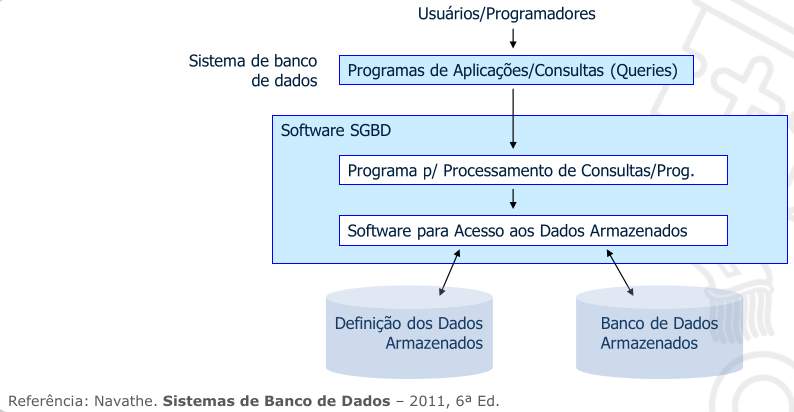 Usuários/Programadores
Sistema de banco
de dados
Programas de Aplicações/Consultas (Queries)
Software SGBD
Programa p/ Processamento de Consultas/Prog.
Software para Acesso aos Dados Armazenados
Definição dos Dados
Armazenados
Banco de Dados
Armazenados
Referência: Navathe. Sistemas de Banco de Dados – 2011, 6ª Ed.